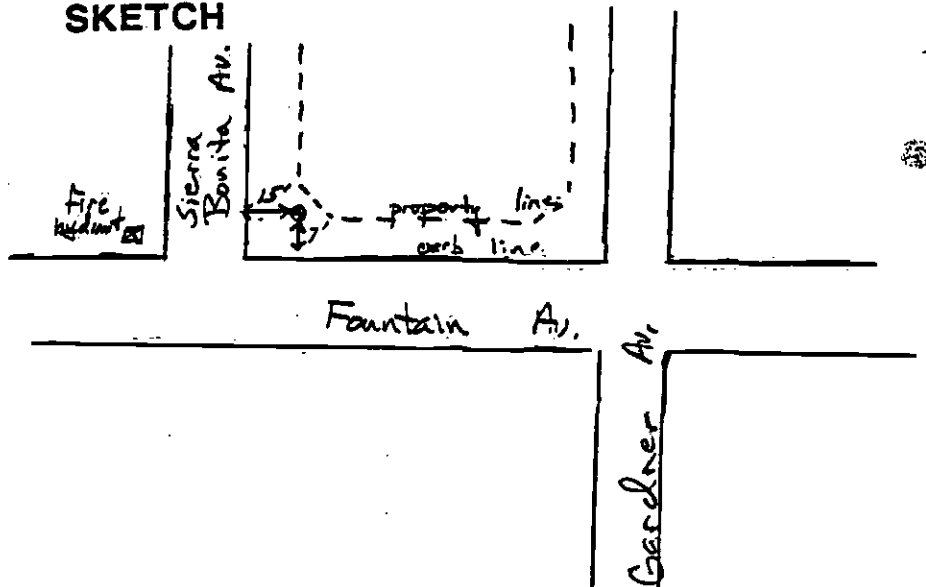 SKETCH
Sierra
Bonita Av.
Fire
hydrant
15'
7'
property lines
curb line
Fountain Av.
Gardner Av.